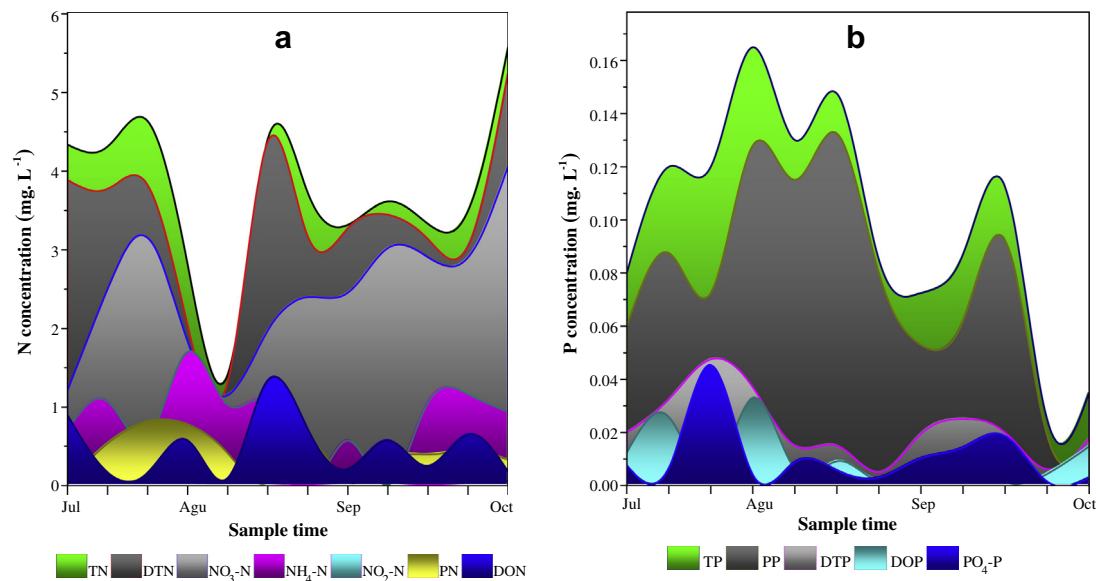 a
N concentration (mg. L⁻¹)
6
5
4
3
2
1
0
Jul
Agu
Sep
Oct
Sample time
TN DTN NO₃-N NH₄-N NO₂-N PN DON
b
P concentration (mg. L⁻¹)
0.16
0.14
0.12
0.10
0.08
0.06
0.04
0.02
0.00
Jul
Agu
Sep
Oct
Sample time
TP PP DTP DOP PO₄-P